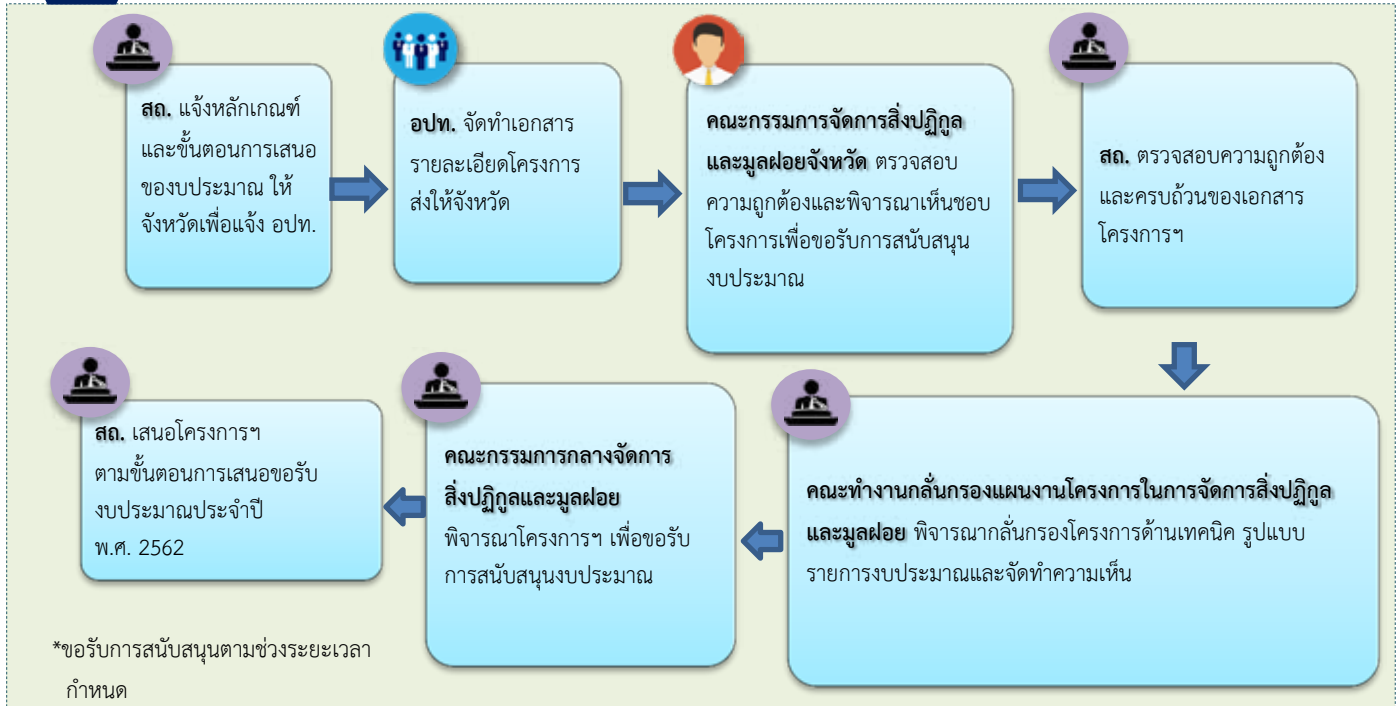 สถ. แจ้งหลักเกณฑ์
และขั้นตอนการเสนอ
ของบประมาณ ให้
จังหวัดเพื่อแจ้ง อปท.
อปท. จัดทำเอกสาร
รายละเอียดโครงการ
ส่งให้จังหวัด
คณะกรรมการจัดการสิ่งปฏิกูล
และมูลฝอยจังหวัด ตรวจสอบ
ความถูกต้องและพิจารณาเห็นชอบ
โครงการเพื่อขอรับการสนับสนุน
งบประมาณ
สถ. ตรวจสอบความถูกต้อง
และครบถ้วนของเอกสาร
โครงการฯ
คณะทำงานกลั่นกรองแผนงานโครงการในการจัดการสิ่งปฏิกูล
และมูลฝอย พิจารณากลั่นกรองโครงการด้านเทคนิค รูปแบบ
รายการงบประมาณและจัดทำความเห็น
คณะกรรมการกลางจัดการ
สิ่งปฏิกูลและมูลฝอย
พิจารณาโครงการฯ เพื่อขอรับ
การสนับสนุนงบประมาณ
สถ. เสนอโครงการฯ
ตามขั้นตอนการเสนอขอรับ
งบประมาณประจำปี
พ.ศ. 2562
*ขอรับการสนับสนุนตามช่วงระยะเวลา
กำหนด